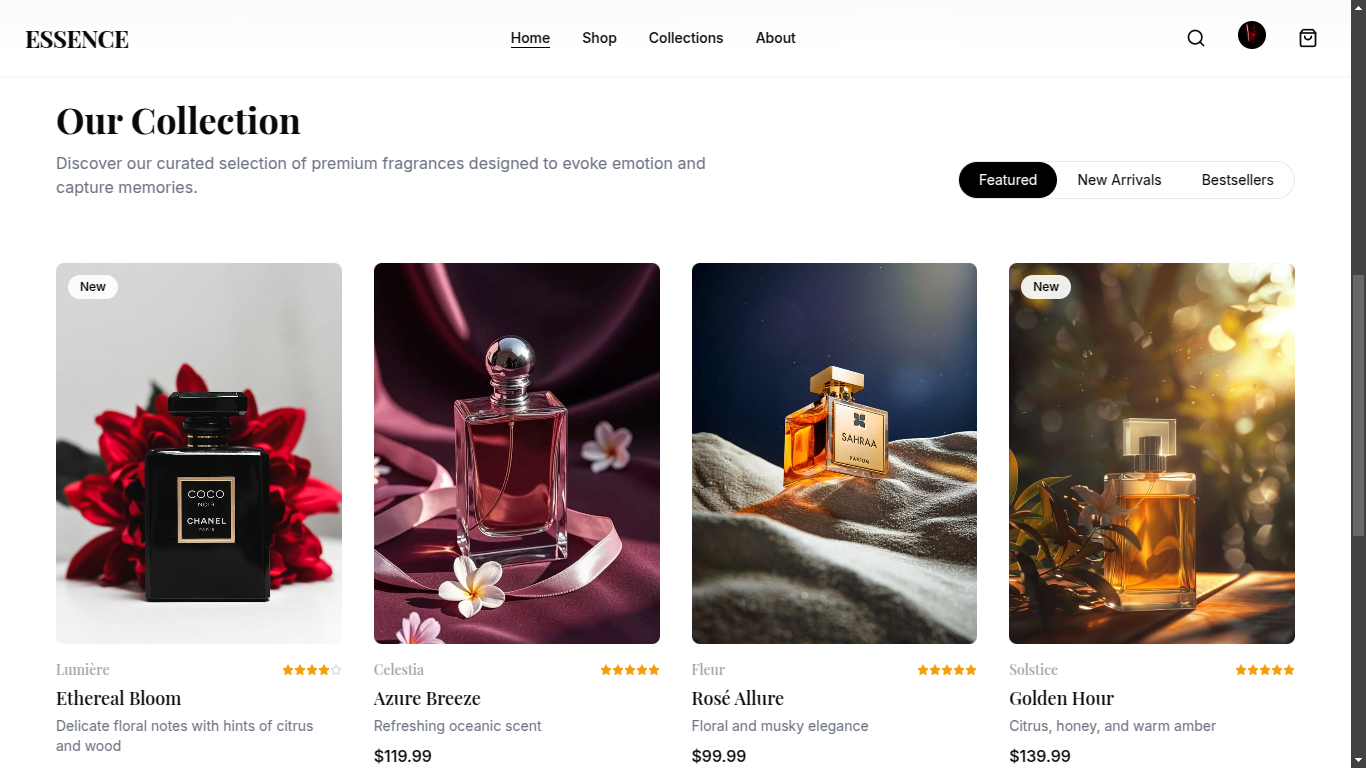 ESSENCE
Home
Shop
Collections
About
Our Collection
Discover our curated selection of premium fragrances designed to evoke emotion and
capture memories.
Featured
New Arrivals
Bestsellers
New
COCO
NOIR
CHANEL
PARIS
Lumière
Ethereal Bloom
Delicate floral notes with hints of citrus
and wood
Celestia
Azure Breeze
Refreshing oceanic scent
$119.99
SAHRAA
PARFUM
Fleur
Rosé Allure
Floral and musky elegance
$99.99
New
Solstice
Golden Hour
Citrus, honey, and warm amber
$139.99